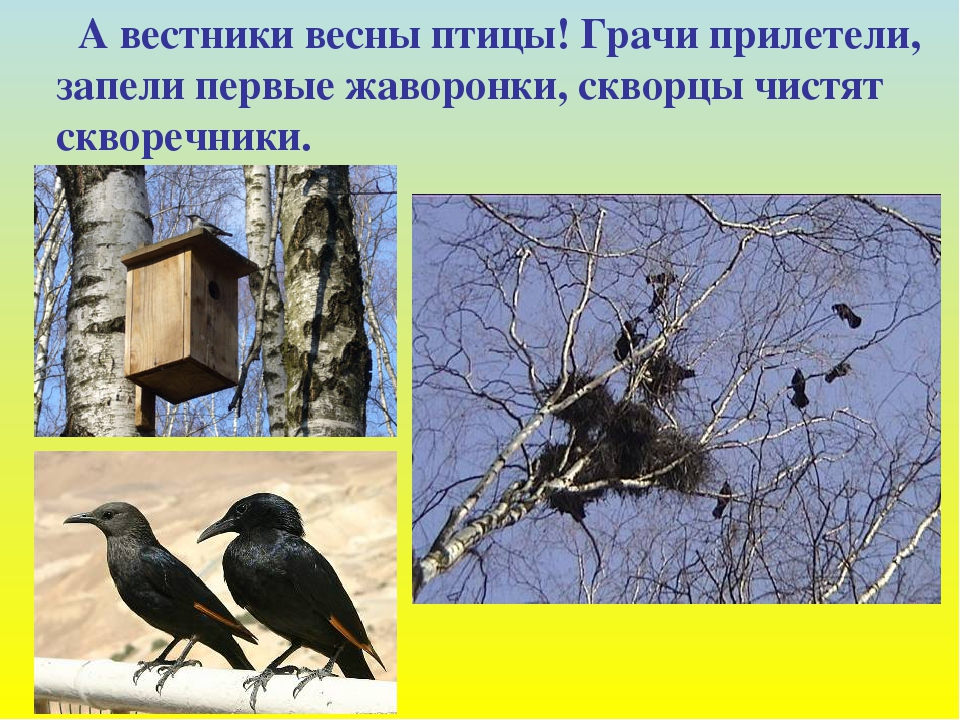 А вестники весны птицы! Грачи прилетели,
запели первые жаворонки, скворцы чистят
скворечники.